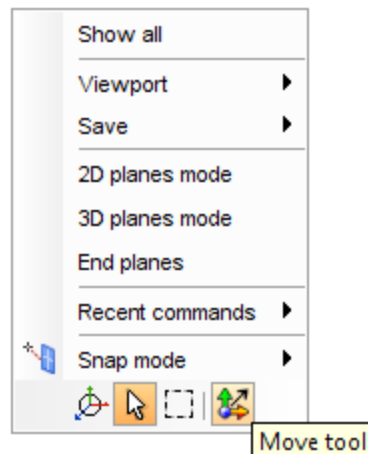 Show all
Viewport
Save
2D planes mode
3D planes mode
End planes
Recent commands
Snap mode
Move tool